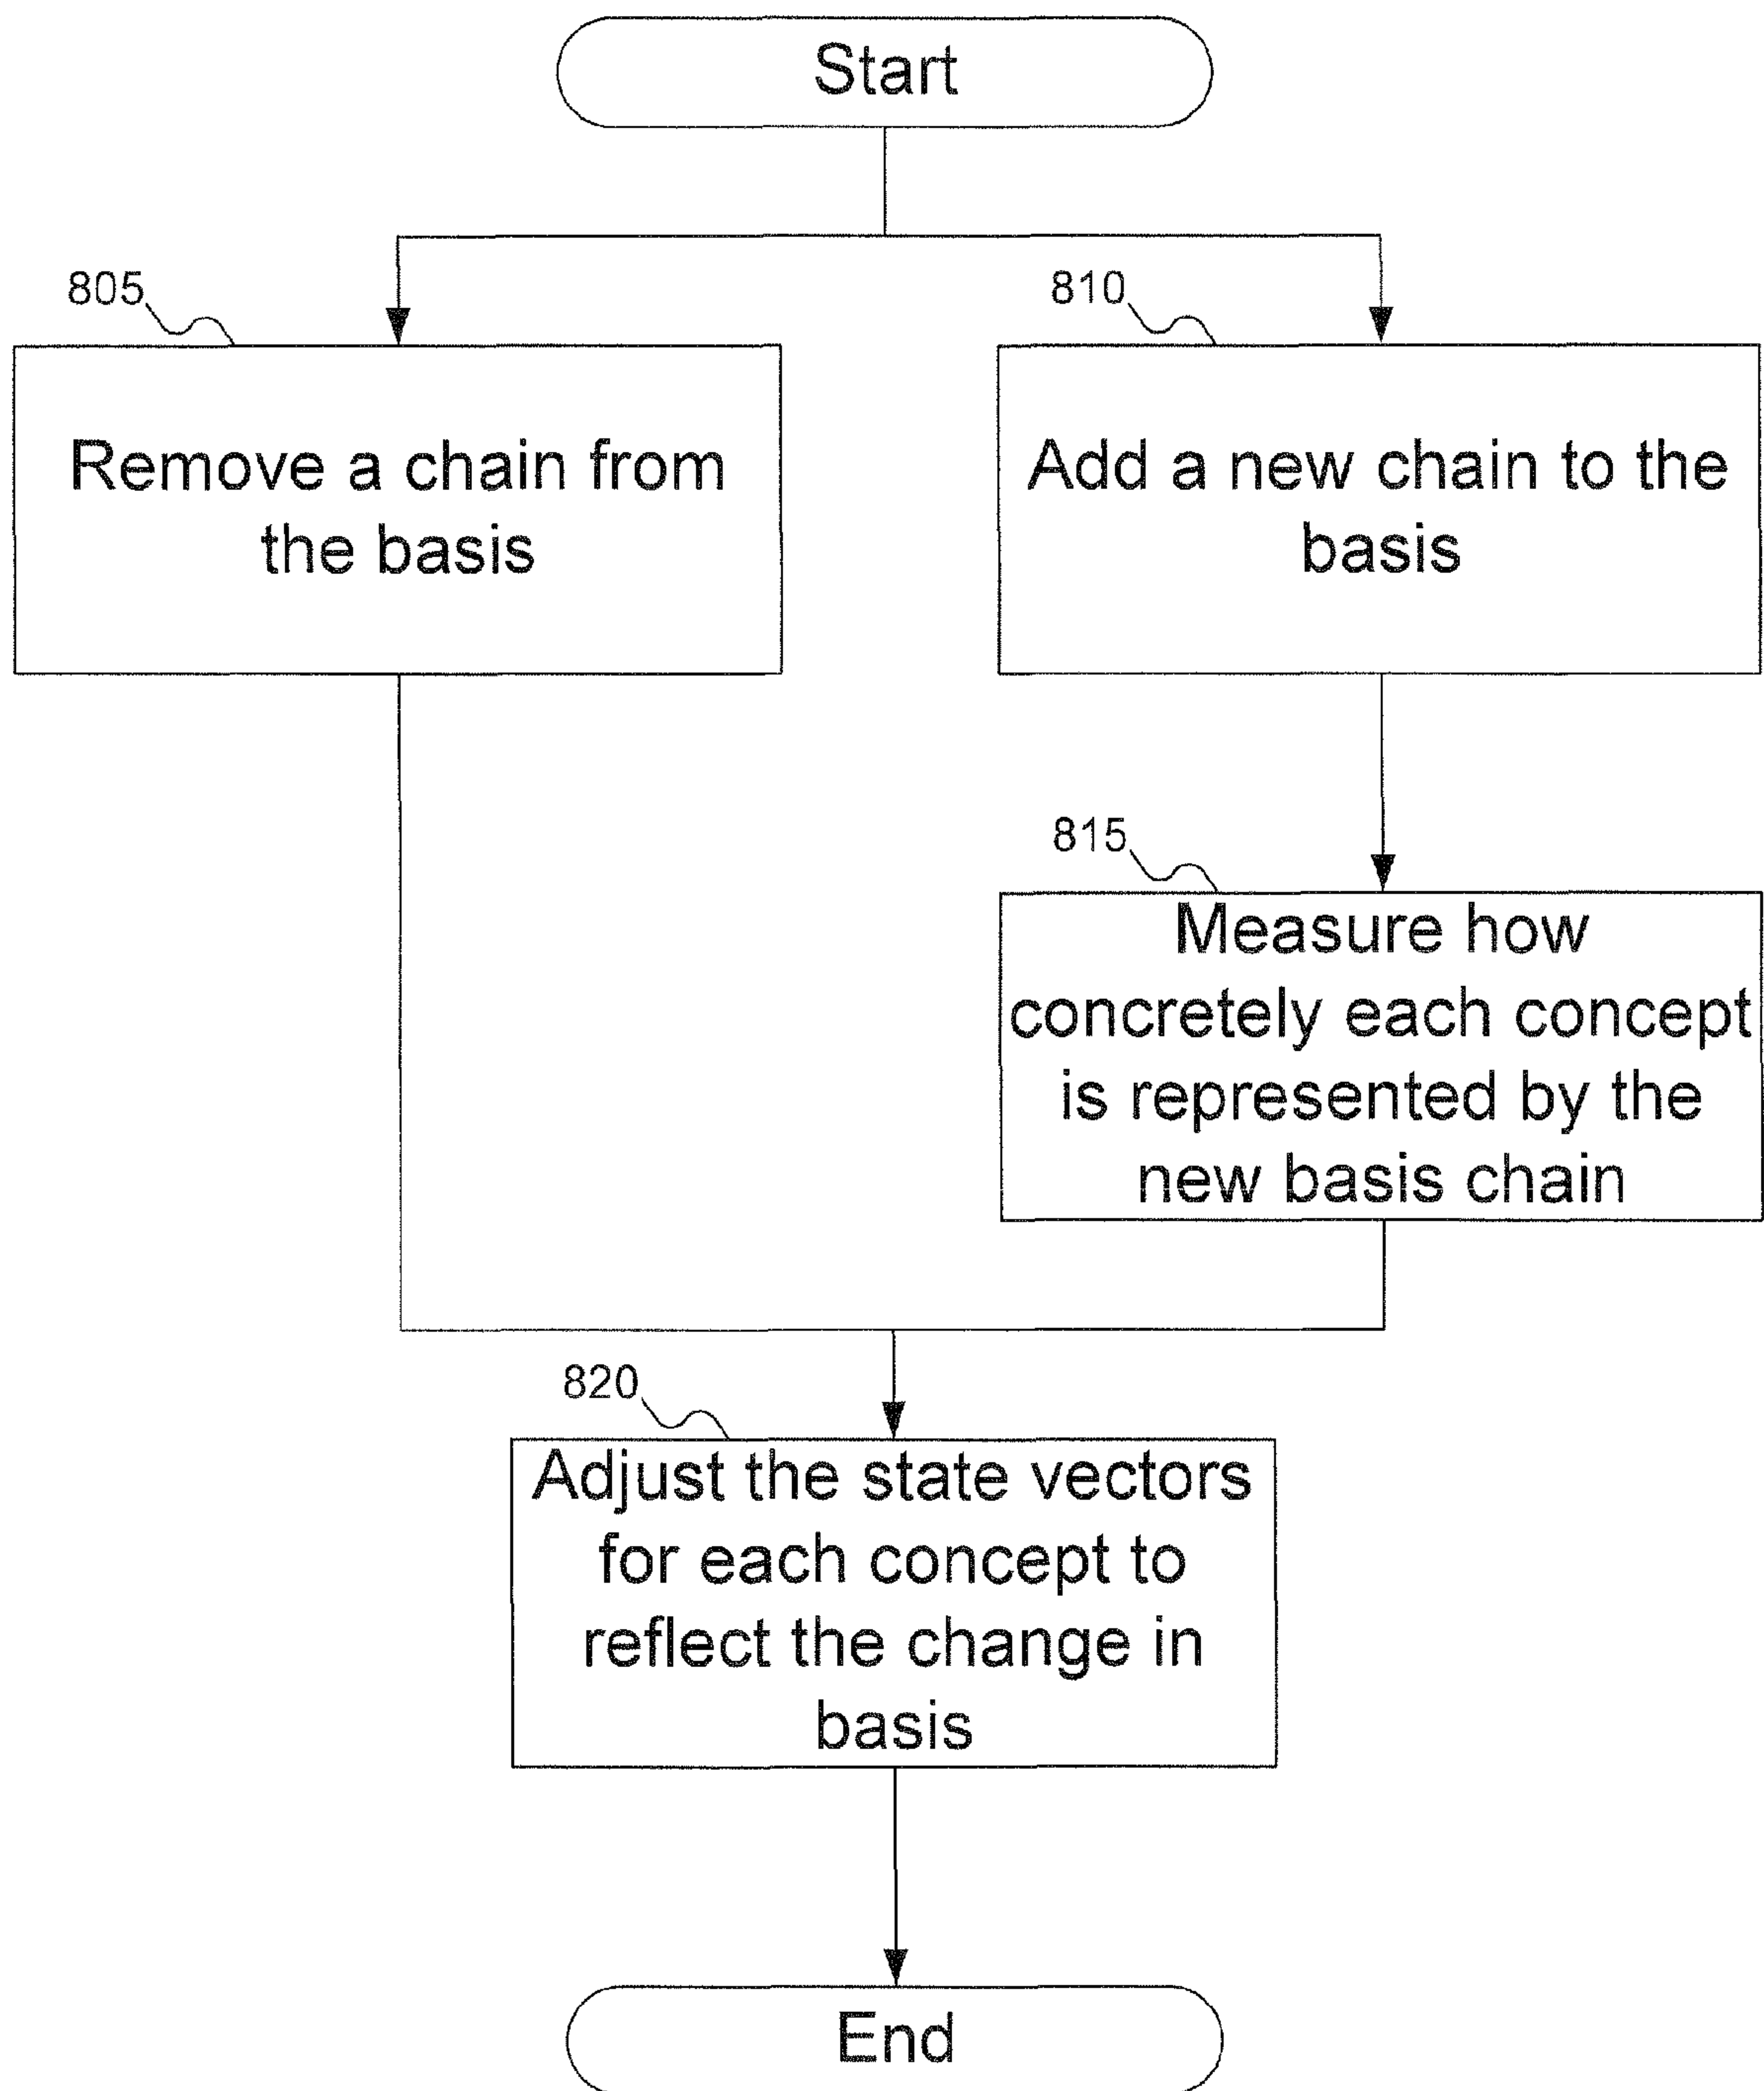 Start
805
Remove a chain from
the basis
810
Add a new chain to the
basis
815
Measure how
concretely each concept
is represented by the
new basis chain
820
Adjust the state vectors
for each concept to
reflect the change in
basis
End